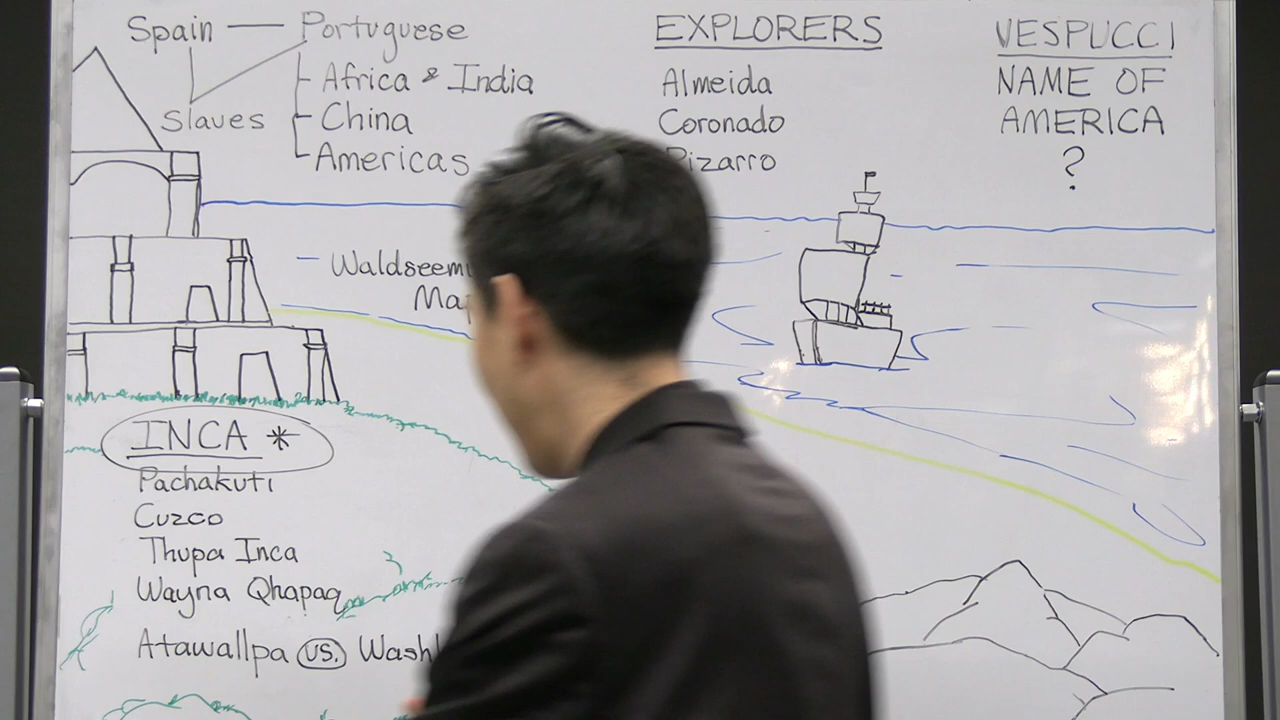 Spain — Portuguese
Slaves
Africa & India
China
Americas
EXPLORERS
Almeida
Coronado
Pizarro
VESPUCCI
NAME OF
AMERICA
?
INCA *
Pachakuti
Cuzco
Thupa Inca
Wayna Qhapaq
Atawallpa vs.